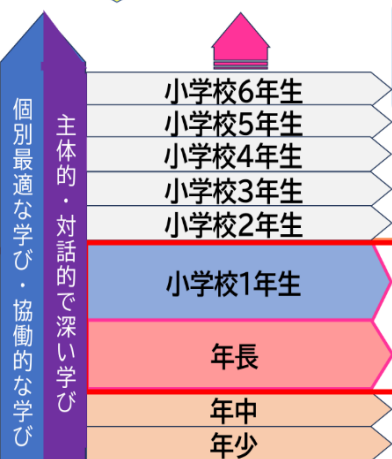 個別最適な学び・協働的な学び
主体的・対話的で深い学び
小学校6年生
小学校5年生
小学校4年生
小学校3年生
小学校2年生
小学校1年生
年長
年中
年少